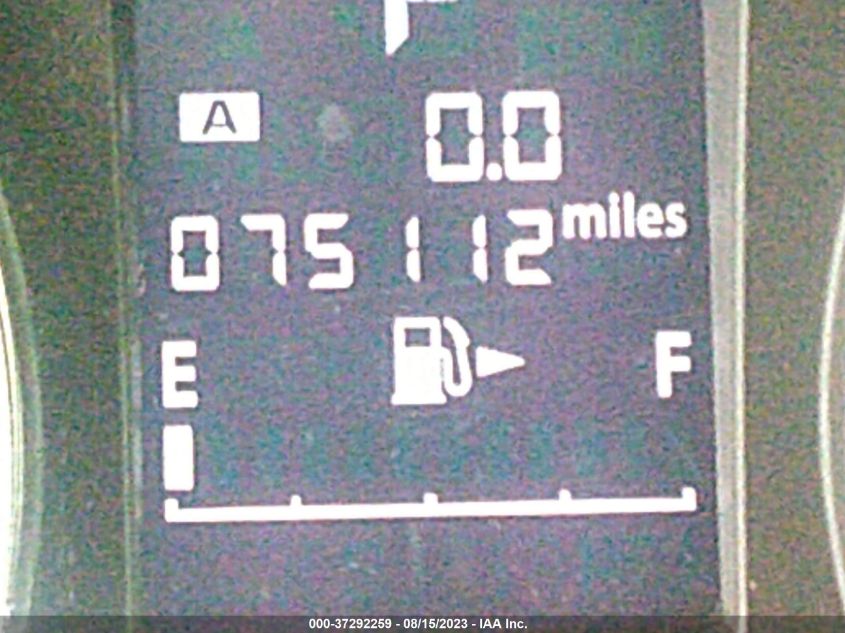 A 0.0
075112 miles
E F
000-37292259 - 08/15/2023 - IAA Inc.